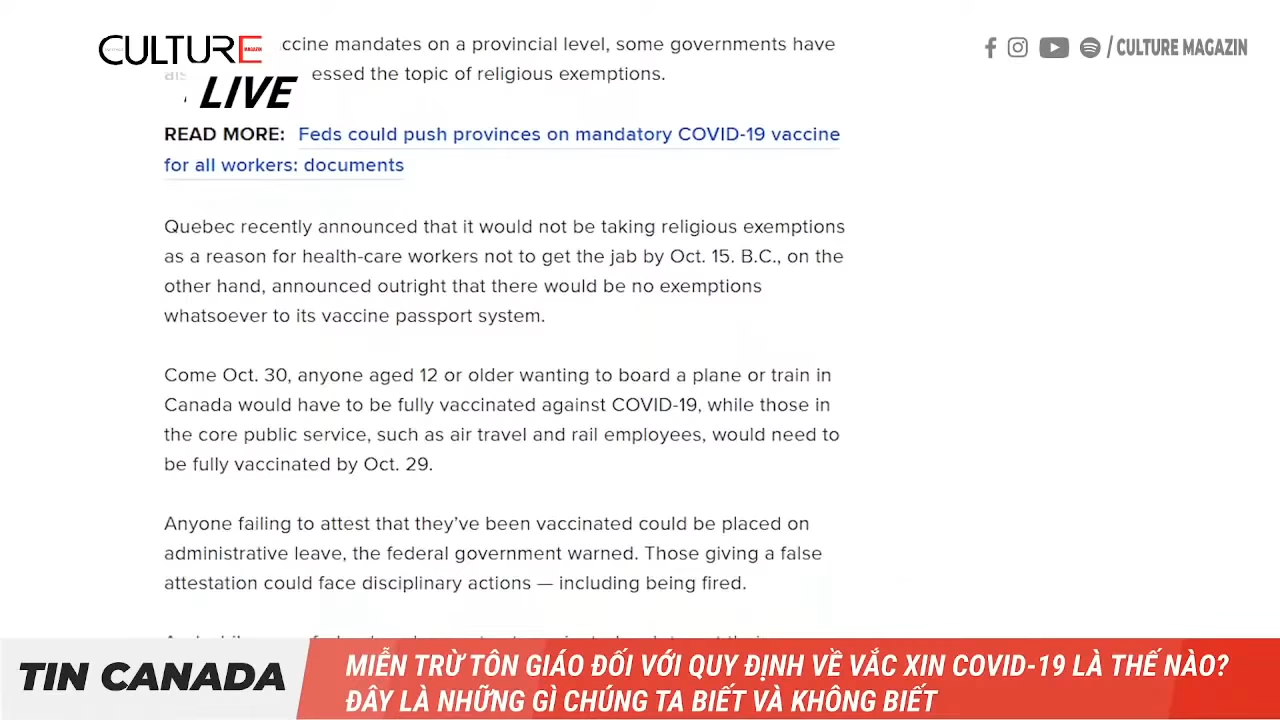 CULTURE
MAGAZIN
LIVE
/ CULTURE MAGAZIN
ccine mandates on a provincial level, some governments have
essed the topic of religious exemptions.
READ MORE: Feds could push provinces on mandatory COVID-19 vaccine
for all workers: documents
Quebec recently announced that it would not be taking religious exemptions
as a reason for health-care workers not to get the jab by Oct. 15. B.C., on the
other hand, announced outright that there would be no exemptions
whatsoever to its vaccine passport system.
Come Oct. 30, anyone aged 12 or older wanting to board a plane or train in
Canada would have to be fully vaccinated against COVID-19, while those in
the core public service, such as air travel and rail employees, would need to
be fully vaccinated by Oct. 29.
Anyone failing to attest that they’ve been vaccinated could be placed on
administrative leave, the federal government warned. Those giving a false
attestation could face disciplinary actions — including being fired.
TIN CANADA
MIỄN TRỪ TÔN GIÁO ĐỐI VỚI QUY ĐỊNH VỀ VẮC XIN COVID-19 LÀ THẾ NÀO?
ĐÂY LÀ NHỮNG GÌ CHÚNG TA BIẾT VÀ KHÔNG BIẾT